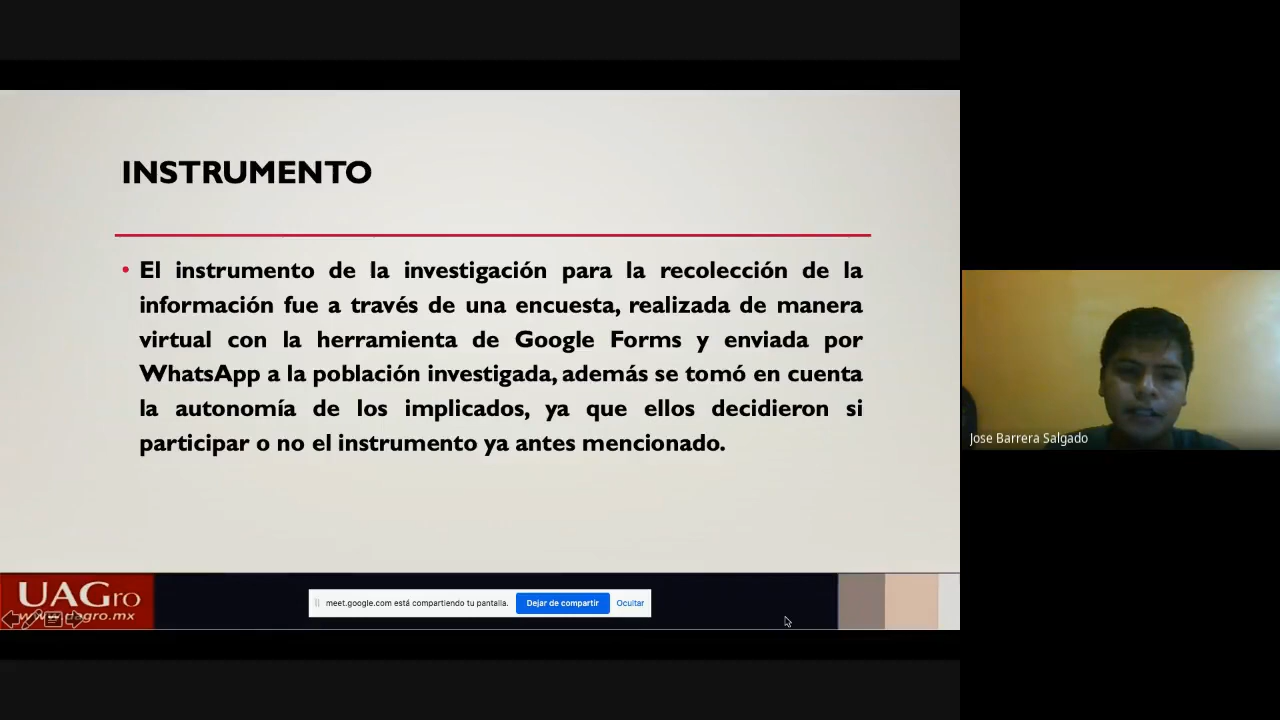 INSTRUMENTO
• El instrumento de la investigación para la recolección de la
información fue a través de una encuesta, realizada de manera
virtual con la herramienta de Google Forms y enviada por
WhatsApp a la población investigada, además se tomó en cuenta
la autonomía de los implicados, ya que ellos decidieron si
participar o no el instrumento ya antes mencionado.
Jose Barrera Salgado
UAGro
www.uagro.mx
meet.google.com está compartiendo tu pantalla. Dejar de compartir Ocultar